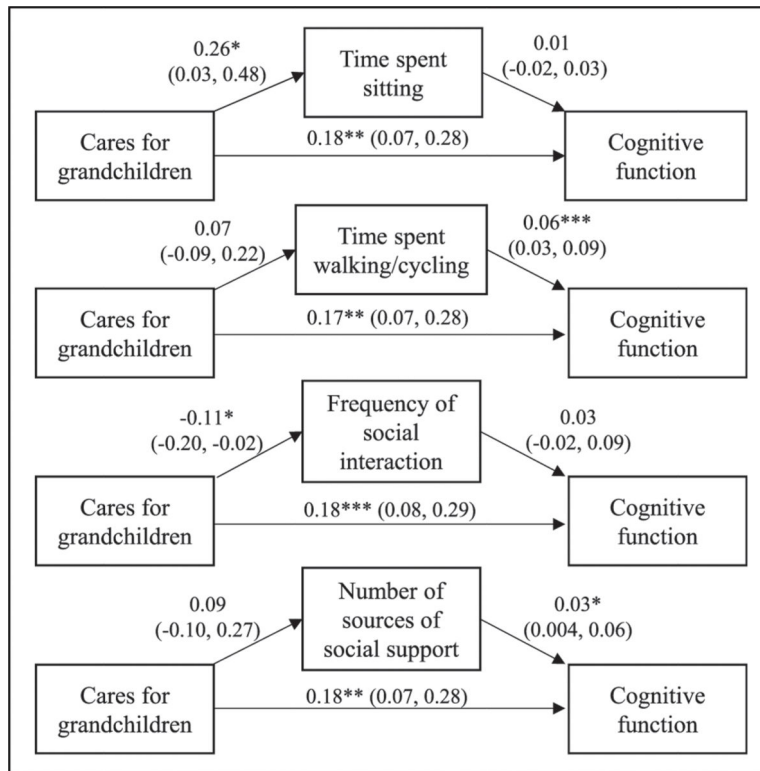 0.26*
(0.03, 0.48)
Time spent
sitting
0.01
(-0.02, 0.03)
Cares for
grandchildren
0.18** (0.07, 0.28)
Cognitive
function
0.07
(-0.09, 0.22)
Time spent
walking/cycling
0.06***
(0.03, 0.09)
Cares for
grandchildren
0.17** (0.07, 0.28)
Cognitive
function
-0.11*
(-0.20, -0.02)
Frequency of
social
interaction
0.03
(-0.02, 0.09)
Cares for
grandchildren
0.18*** (0.08, 0.29)
Cognitive
function
0.09
(-0.10, 0.27)
Number of
sources of
social support
0.03*
(0.004, 0.06)
Cares for
grandchildren
0.18** (0.07, 0.28)
Cognitive
function